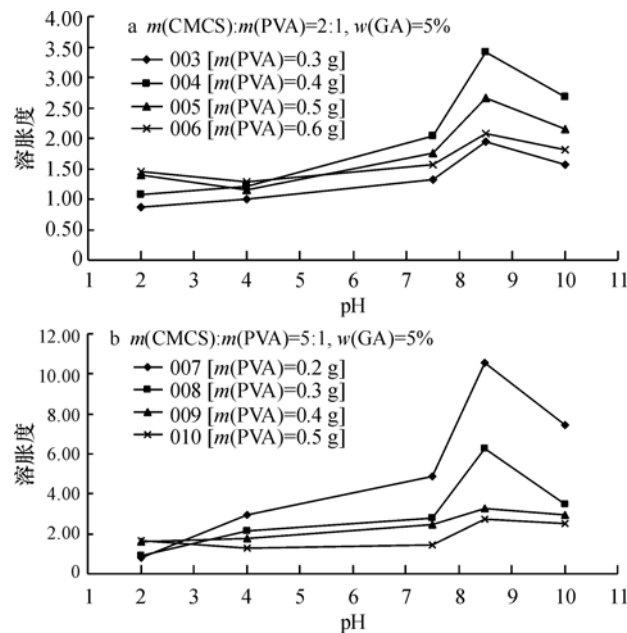 a m(CMCS):m(PVA)=2:1, w(GA)=5%
4.00
3.50
3.00
2.50
2.00
1.50
1.00
0.50
0
溶胀度
003 [m(PVA)=0.3 g]
004 [m(PVA)=0.4 g]
005 [m(PVA)=0.5 g]
006 [m(PVA)=0.6 g]
1 2 3 4 5 6 7 8 9 10 11
pH
b m(CMCS):m(PVA)=5:1, w(GA)=5%
12.00
10.00
8.00
6.00
4.00
2.00
0
溶胀度
007 [m(PVA)=0.2 g]
008 [m(PVA)=0.3 g]
009 [m(PVA)=0.4 g]
010 [m(PVA)=0.5 g]
1 2 3 4 5 6 7 8 9 10 11
pH